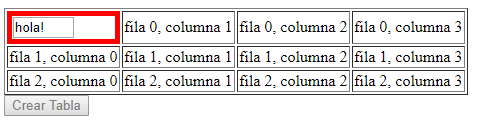 hola! fila 0, columna 1 fila 0, columna 2 fila 0, columna 3
fila 1, columna 0 fila 1, columna 1 fila 1, columna 2 fila 1, columna 3
fila 2, columna 0 fila 2, columna 1 fila 2, columna 2 fila 2, columna 3
Crear Tabla